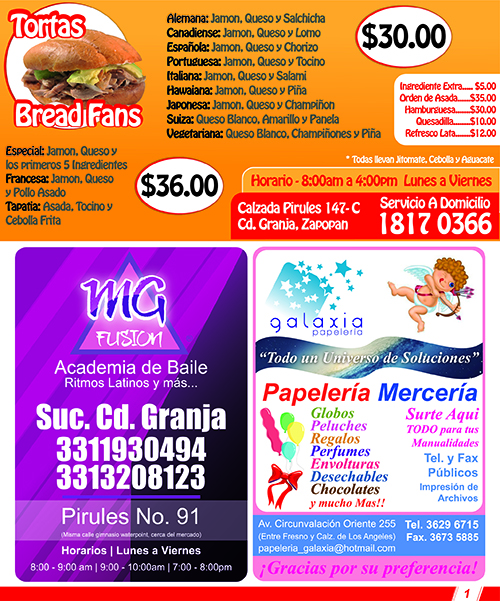 Tortas
Bread Fans
Alemana: Jamon, Queso y Salchicha
Canadiense: Jamon, Queso y Lomo
Española: Jamon, Queso y Chorizo
Portuguesa: Jamon, Queso y Tocino
Italiana: Jamon, Queso y Salami
Hawaiana: Jamon, Queso y Piña
Japonesa: Jamon, Queso y Champiñon
Suiza: Queso Blanco, Amarillo y Panela
Vegetariana: Queso Blanco, Champiñones y Piña
$30.00
Ingrediente Extra..... $5.00
Orden de Asada.....$35.00
Hamburguesa.......$30.00
Quesadilla.........$10.00
Refresco Lata......$12.00
* Todas llevan Jitomate, Cebolla y Aguacate
Especial: Jamon, Queso y
los primeros 5 Ingredientes
Francesa: Jamon, Queso
y Pollo Asado
Tapatia: Asada, Tocino y
Cebolla Frita
$36.00
Horario - 8:00am a 4:00pm Lunes a Viernes
Calzada Pirules 147- C
Cd. Granja, Zapopan
Servicio A Domicilio
1817 0366
MG
FUSION
Academia de Baile
Ritmos Latinos y más...
Suc. Cd. Granja
3311930494
3313208123
Pirules No. 91
(Misma calle gimnasio waterpoint, cerca del mercado)
Horarios | Lunes a Viernes
8:00 - 9:00 am | 9:00 - 10:00am | 7:00 - 8:00pm
galaxia
papelería
“Todo un Universo de Soluciones”
Papelería Mercería
Globos
Peluches
Regalos
Perfumes
Envolturas
Desechables
Chocolates
y mucho Mas!!
Surte Aqui
TODO para tus
Manualidades
Tel. y Fax
Públicos
Impresión de
Archivos
Av. Circunvalación Oriente 255
(Entre Fresno y Calz. de Los Angeles)
papeleria_galaxia@hotmail.com
Tel. 3629 6715
Fax. 3673 5885
¡Gracias por su preferencia!
1